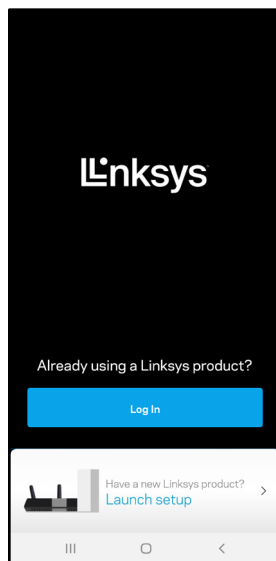 Linksys
Already using a Linksys product?
Log In
Have a new Linksys product?
Launch setup